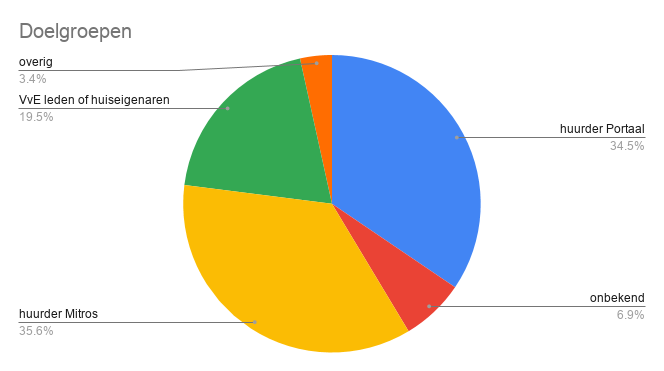 Doelgroepen
overig
3.4%
VvE leden of huiseigenaren
19.5%
huurder Portaal
34.5%
onbekend
6.9%
huurder Mitros
35.6%